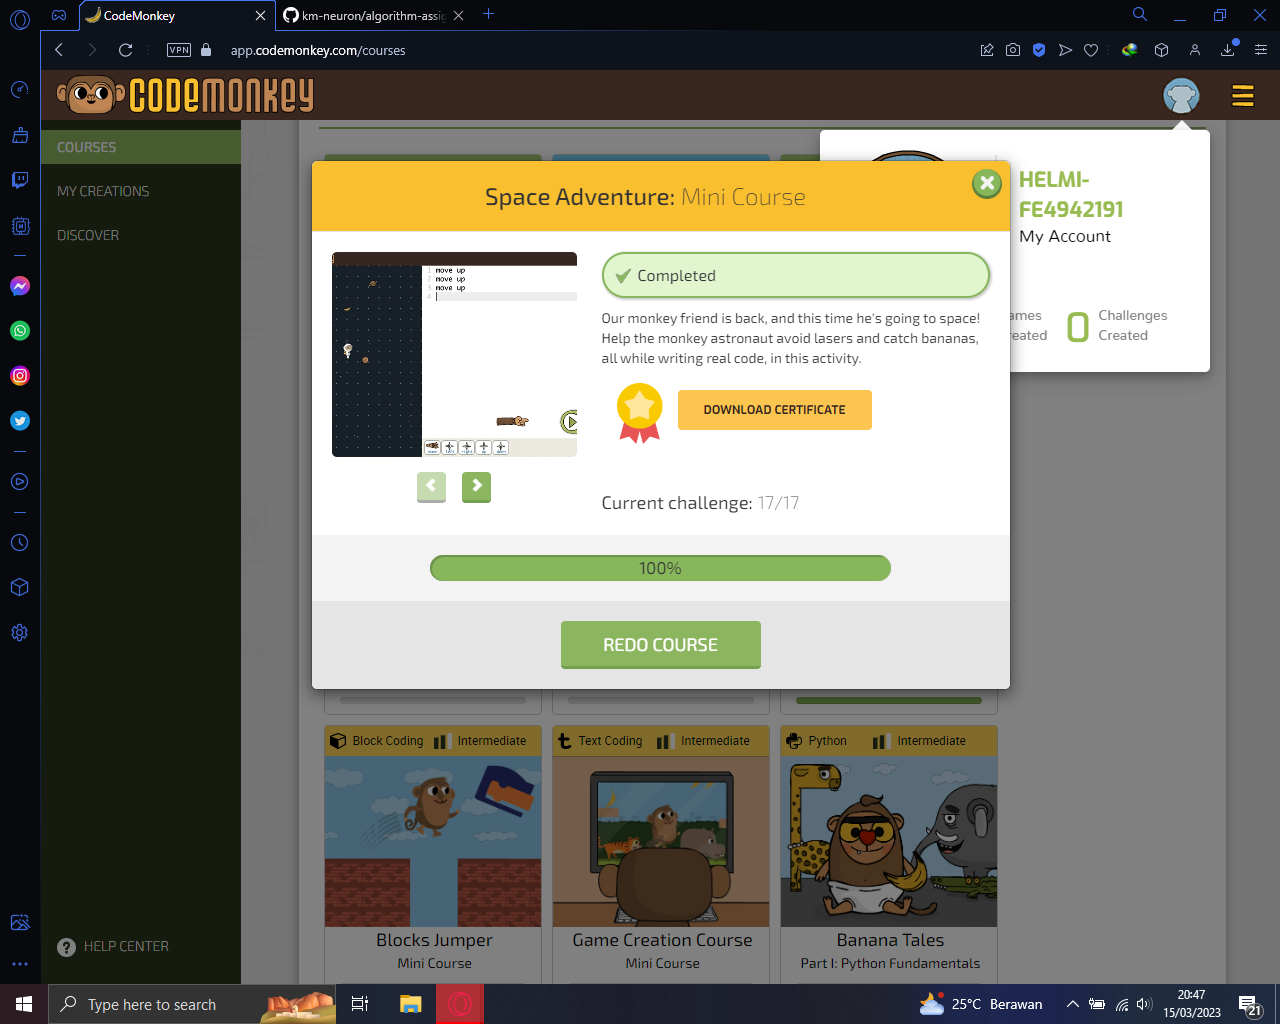 CodeMonkey
km-neuron/algorithm-assig
VPN
app.codemonkey.com/courses
CODEMONKEY
COURSES
MY CREATIONS
DISCOVER
HELP CENTER
HELMI-
FE4942191
My Account
ames
eated
0
Challenges
Created
Space Adventure: Mini Course
1 move up
2 move up
3 move up
4
Completed
Our monkey friend is back, and this time he's going to space!
Help the monkey astronaut avoid lasers and catch bananas,
all while writing real code, in this activity.
DOWNLOAD CERTIFICATE
Current challenge: 17/17
100%
REDO COURSE
Block Coding Intermediate
Text Coding Intermediate
Python Intermediate
Blocks Jumper
Mini Course
Game Creation Course
Mini Course
Banana Tales
Part I: Python Fundamentals
Type here to search
25°C Berawan
20:47
15/03/2023
21